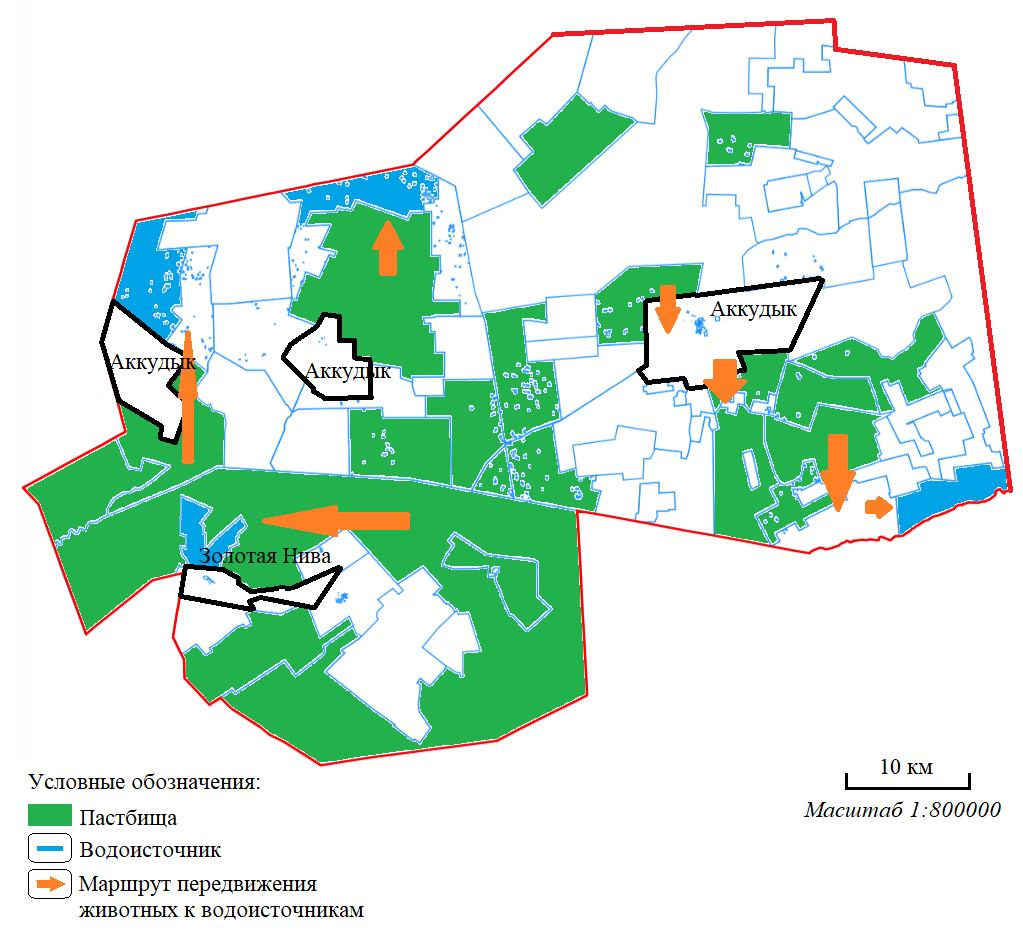 Аккудык
Аккудык
Аккудык
Золотая Нива
10 км
Масштаб 1:800000
Условные обозначения:
Пастбища
Водоисточник
Маршрут передвижения
животных к водоисточникам